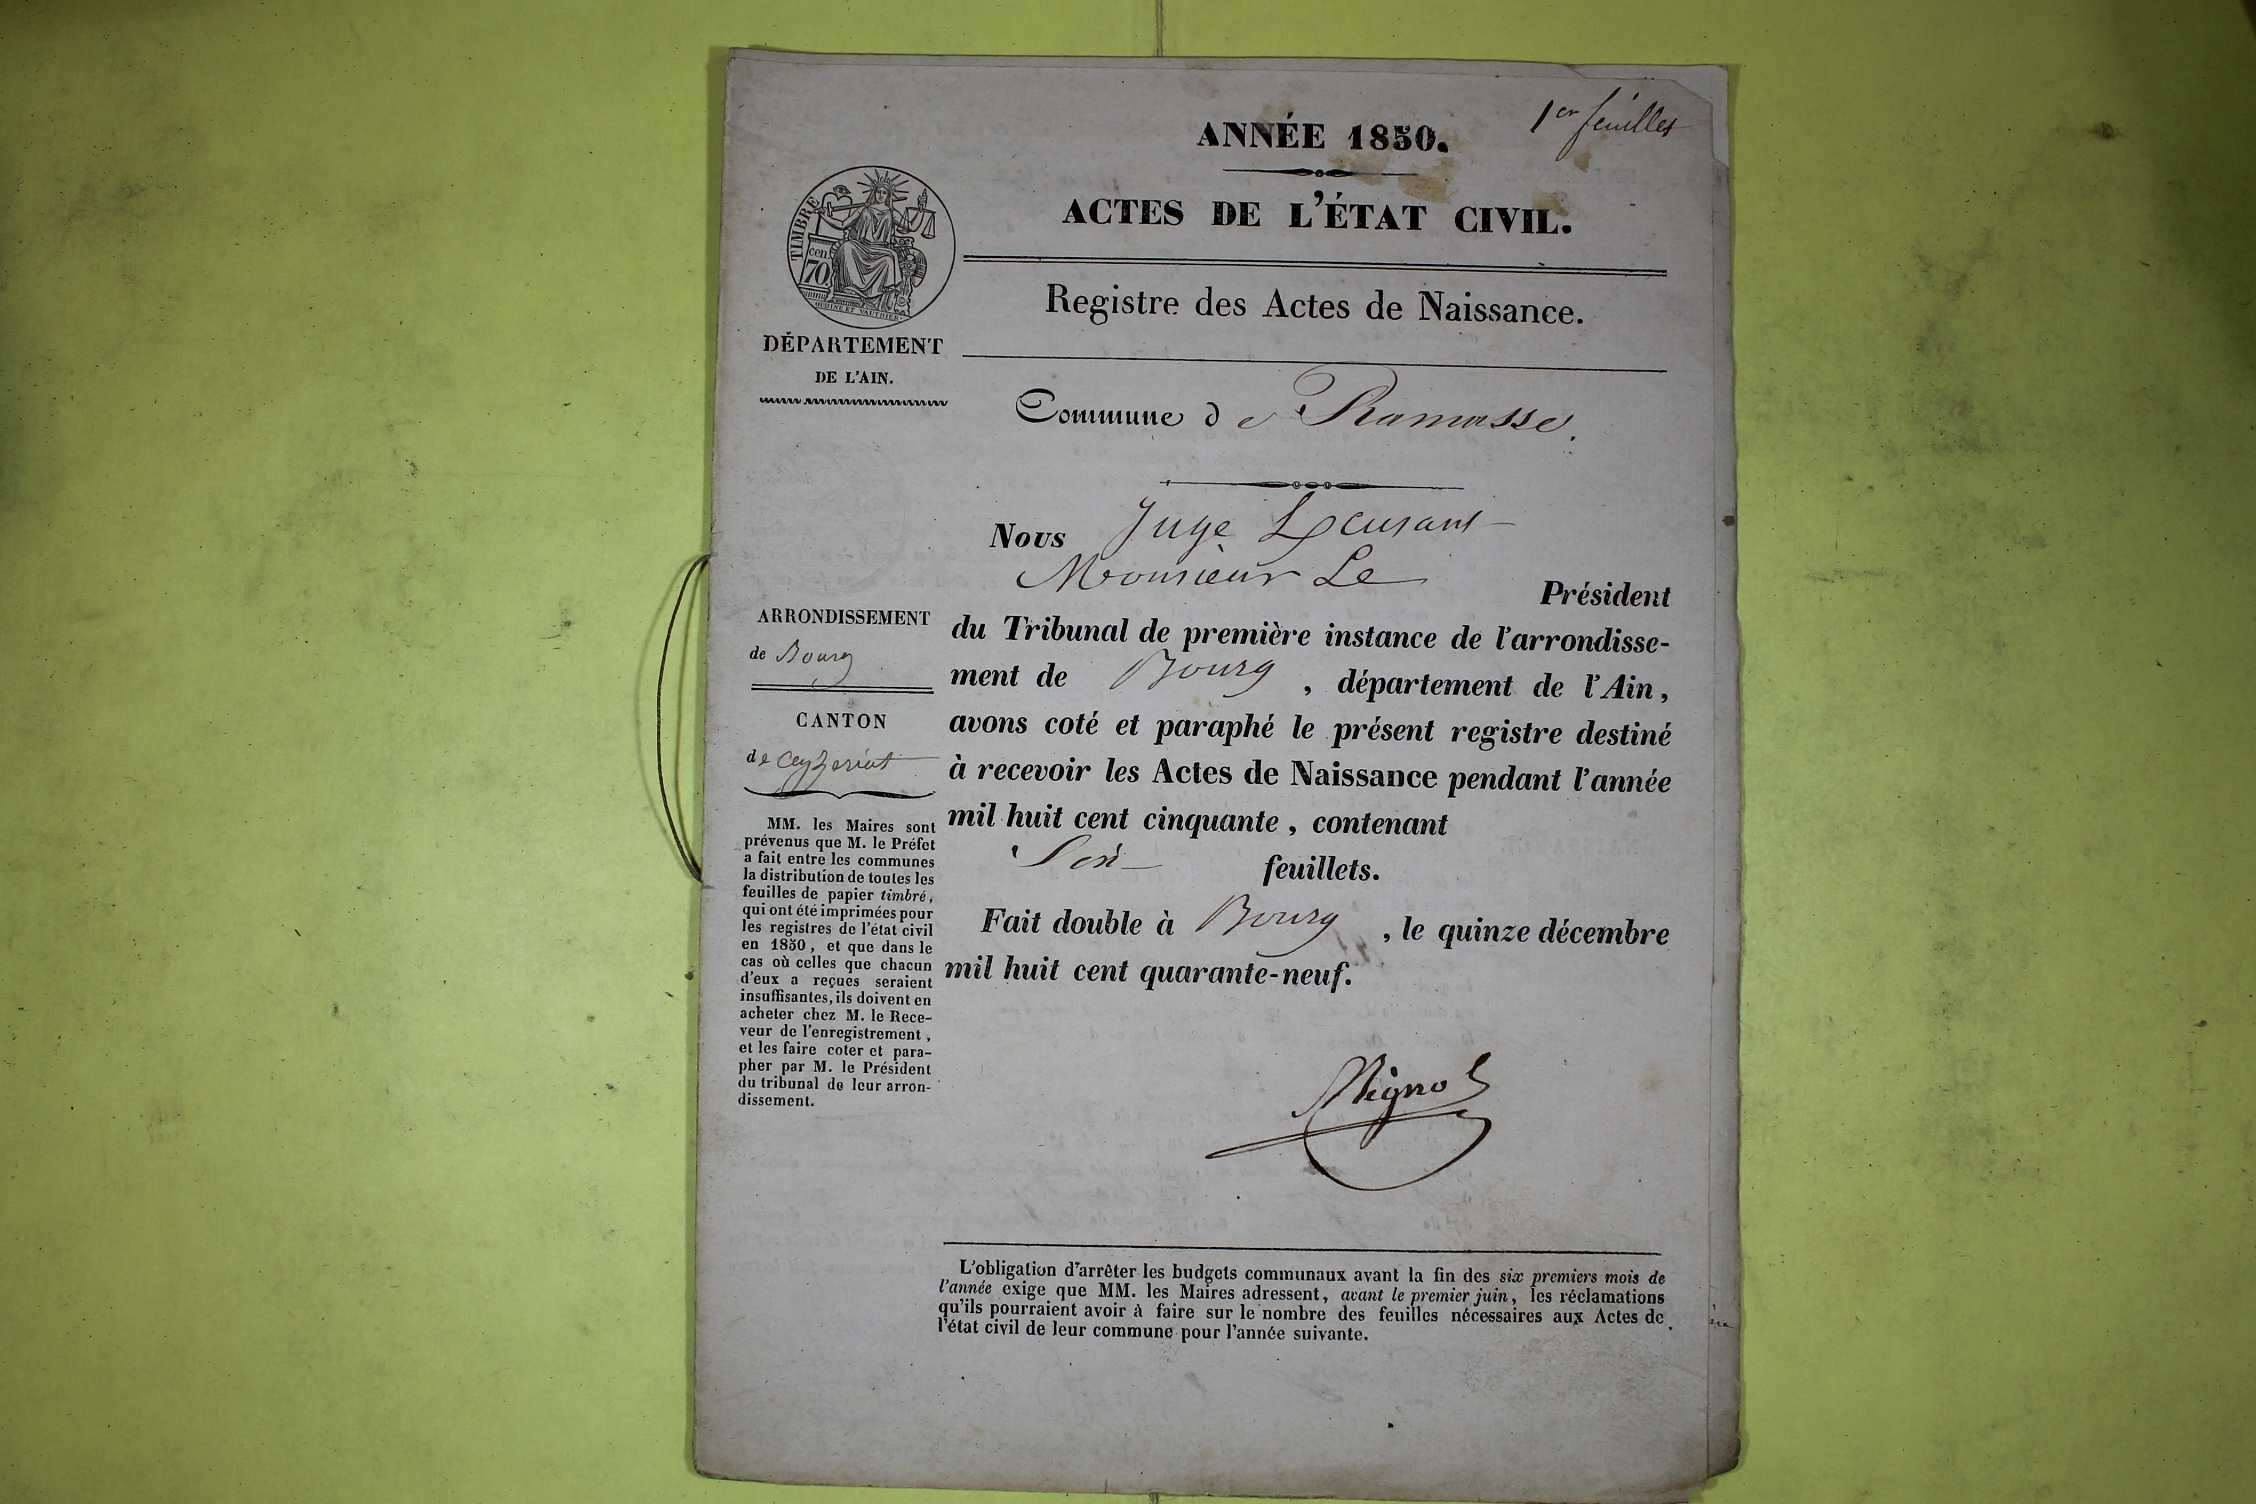 1er feuillet
ANNÉE 1850.
ACTES DE L'ÉTAT CIVIL.
TIMBRE
cen
70
OUDINÉ ET VAUTHIER
Registre des Actes de Naissance.
DÉPARTEMENT
DE L'AIN.
Commune de Ramasse.
Nous Juge
Monsieur Le Président
du Tribunal de première instance de l'arrondisse-
ment de Bourg, département de l'Ain,
avons coté et paraphé le présent registre destiné
à recevoir les Actes de Naissance pendant l'année
mil huit cent cinquante, contenant
feuillets.
Fait double à Bourg, le quinze décembre
mil huit cent quarante-neuf.
ARRONDISSEMENT
de Bourg
CANTON
de Ceyzeriat
MM. les Maires sont
prévenus que M. le Préfet
a fait entre les communes
la distribution de toutes les
feuilles de papier timbré,
qui ont été imprimées pour
les registres de l'état civil
en 1850, et que dans le
cas où celles que chacun
d'eux a reçues seraient
insuffisantes, ils doivent en
acheter chez M. le Rece-
veur de l'enregistrement,
et les faire coter et para-
pher par M. le Président
du tribunal de leur arron-
dissement.
L'obligation d'arrêter les budgets communaux avant la fin des six premiers mois de
l'année exige que MM. les Maires adressent, avant le premier juin, les réclamations
qu'ils pourraient avoir à faire sur le nombre des feuilles nécessaires aux Actes de
l'état civil de leur commune pour l'année suivante.